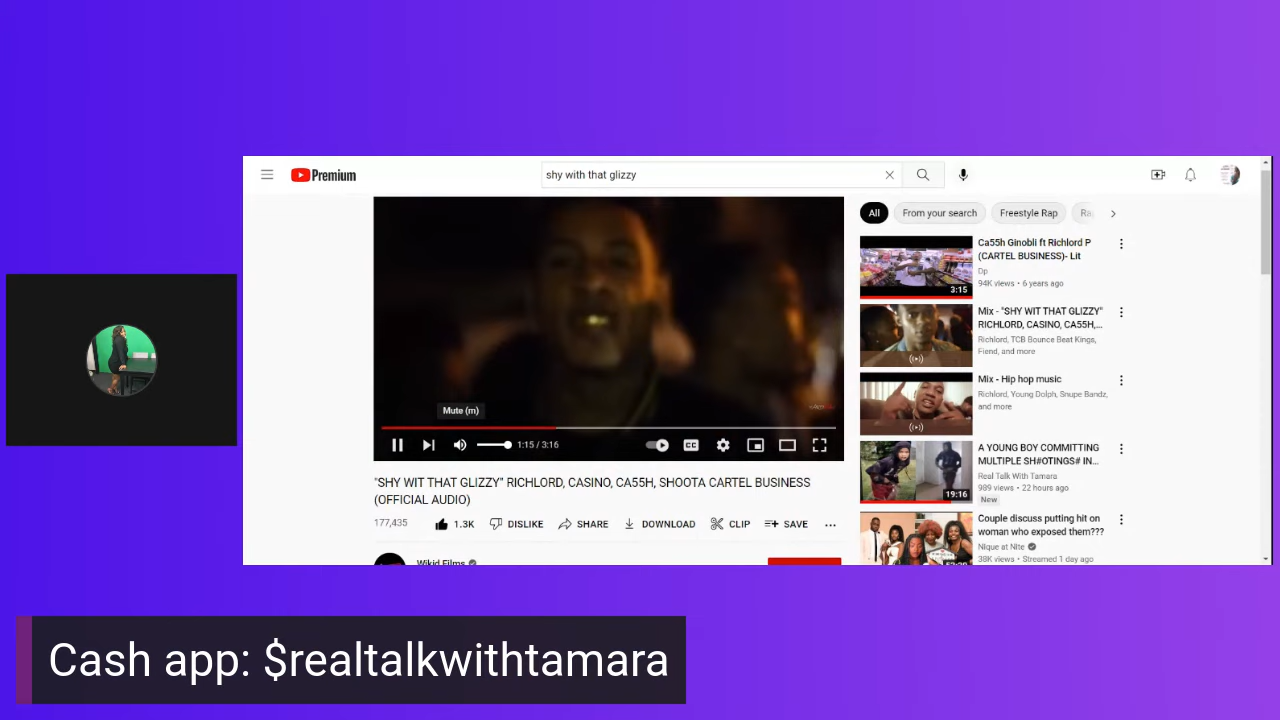 Premium
shy with that glizzy
All
From your search
Freestyle Rap
Ca55h Ginobli ft Richlord P
(CARTEL BUSINESS)- Lit
Dp
94K views • 6 years ago
3:15
Mix - "SHY WIT THAT GLIZZY"
RICHLORD, CASINO, CA55H,...
Richlord, TCB Bounce Beat Kings,
Fiend, and more
Mix - Hip hop music
Richlord, Young Dolph, Snupe Bandz,
and more
A YOUNG BOY COMMITTING
MULTIPLE SH#OTINGS# IN...
Real Talk With Tamara
989 views • 22 hours ago
New
19:16
Couple discuss putting hit on
woman who exposed them???
Nique at Nite
38K views • Streamed 1 day ago
Mute (m)
1:15 / 3:16
CC
"SHY WIT THAT GLIZZY" RICHLORD, CASINO, CA55H, SHOOTA CARTEL BUSINESS
(OFFICIAL AUDIO)
177,435
1.3K DISLIKE SHARE DOWNLOAD CLIP SAVE
Wikid Films
Cash app: $realtalkwithtamara